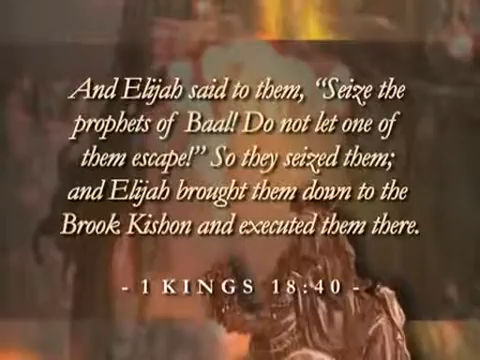 And Elijah said to them, “Seize the
prophets of Baal! Do not let one of
them escape!” So they seized them;
and Elijah brought them down to the
Brook Kishon and executed them there.
- 1 KINGS 18:40 -